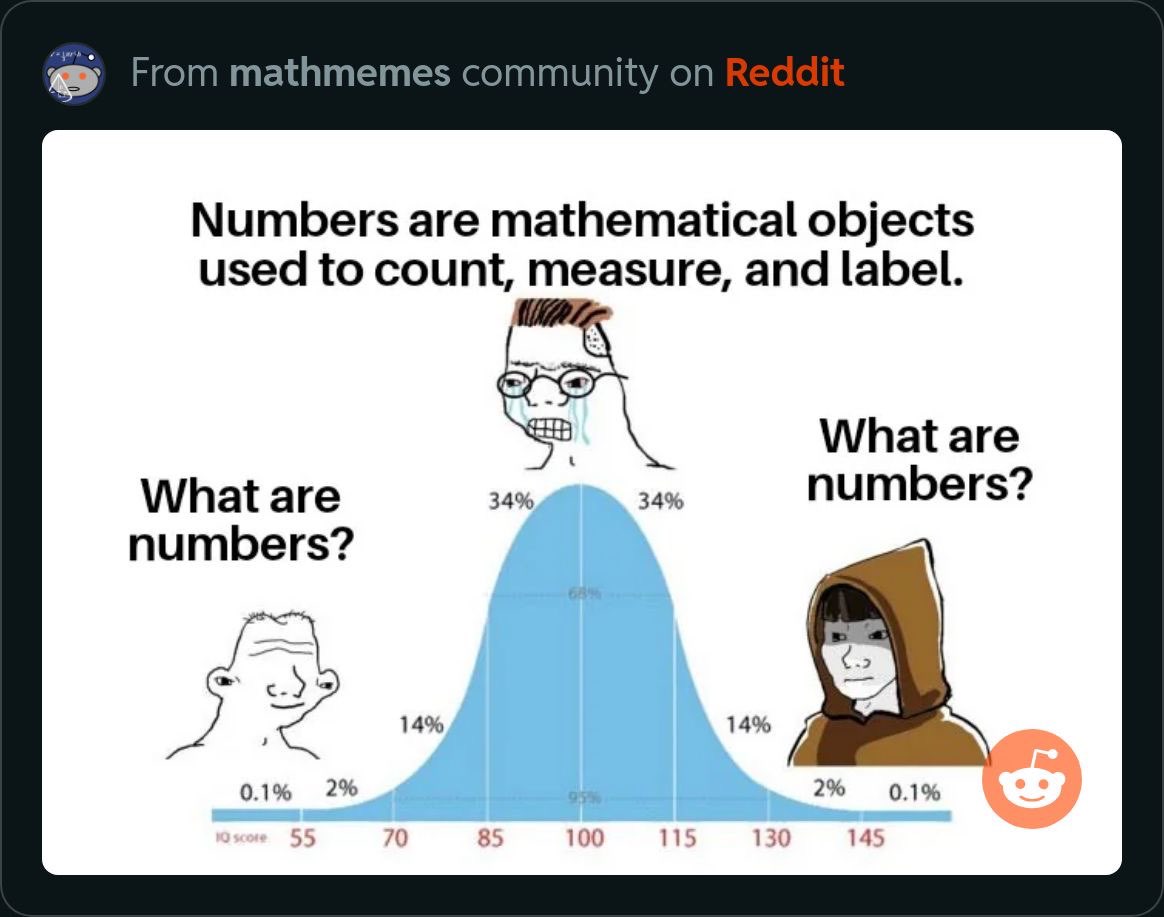 From mathmemes community on Reddit
Numbers are mathematical objects
used to count, measure, and label.
What are
numbers?
What are
numbers?
34%
34%
68%
14%
14%
95%
0.1%
2%
2%
0.1%
IQ score
55
70
85
100
115
130
145